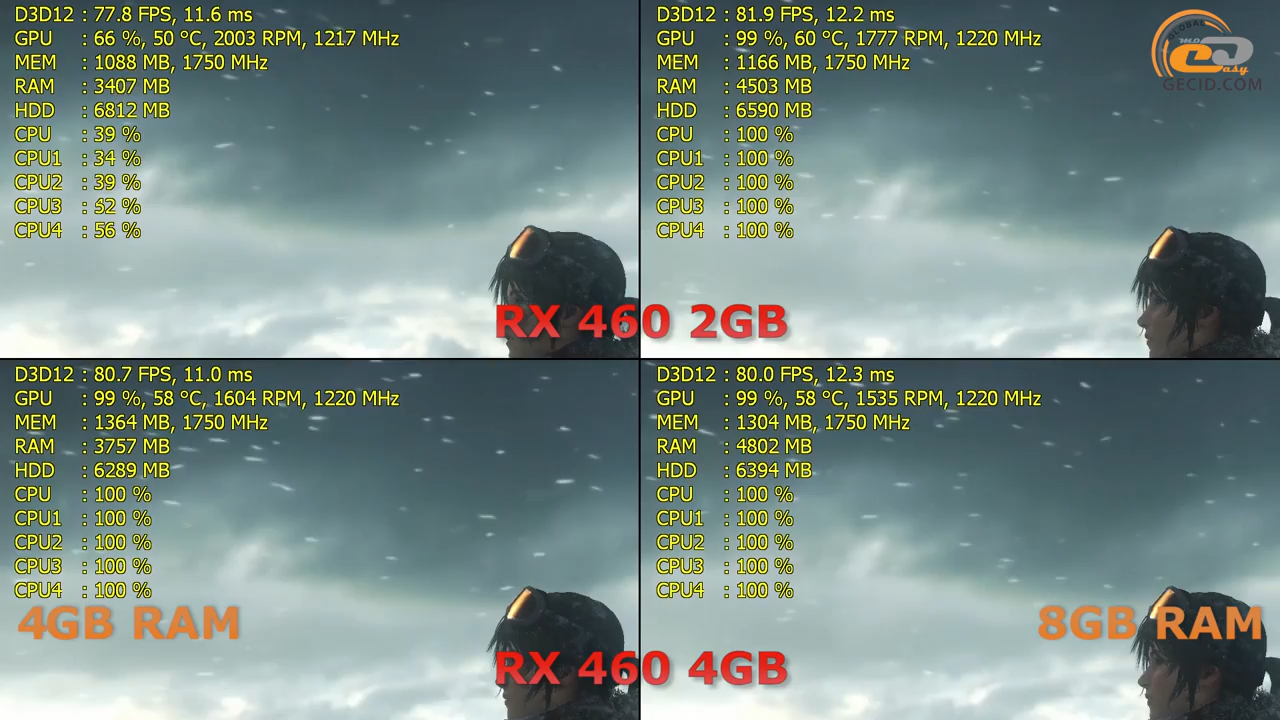 D3D12 : 77.8 FPS, 11.6 ms
GPU : 66 %, 50 °C, 2003 RPM, 1217 MHz
MEM : 1088 MB, 1750 MHz
RAM : 3407 MB
HDD : 6812 MB
CPU : 39 %
CPU1 : 34 %
CPU2 : 39 %
CPU3 : 62 %
CPU4 : 56 %
D3D12 : 81.9 FPS, 12.2 ms
GPU : 99 %, 60 °C, 1777 RPM, 1220 MHz
MEM : 1166 MB, 1750 MHz
RAM : 4503 MB
HDD : 6590 MB
CPU : 100 %
CPU1 : 100 %
CPU2 : 100 %
CPU3 : 100 %
CPU4 : 100 %
GLOBAL
easy
GECID.COM
RX 460 2GB
D3D12 : 80.7 FPS, 11.0 ms
GPU : 99 %, 58 °C, 1604 RPM, 1220 MHz
MEM : 1364 MB, 1750 MHz
RAM : 3757 MB
HDD : 6289 MB
CPU : 100 %
CPU1 : 100 %
CPU2 : 100 %
CPU3 : 100 %
CPU4 : 100 %
4GB RAM
D3D12 : 80.0 FPS, 12.3 ms
GPU : 99 %, 58 °C, 1535 RPM, 1220 MHz
MEM : 1304 MB, 1750 MHz
RAM : 4802 MB
HDD : 6394 MB
CPU : 100 %
CPU1 : 100 %
CPU2 : 100 %
CPU3 : 100 %
CPU4 : 100 %
8GB RAM
RX 460 4GB